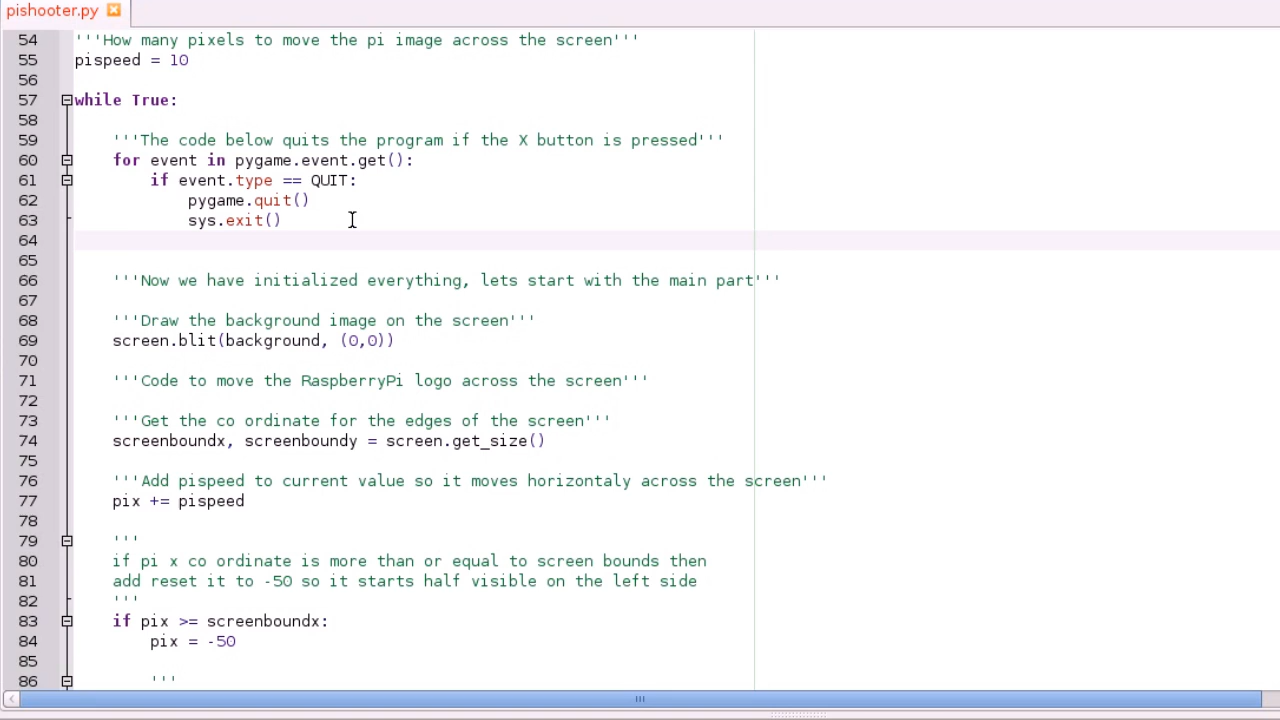 pishooter.py
54 '''How many pixels to move the pi image across the screen'''
55 pispeed = 10
56
57 while True:
58
59 '''The code below quits the program if the X button is pressed'''
60 for event in pygame.event.get():
61 if event.type == QUIT:
62 pygame.quit()
63 sys.exit()
64
65
66 '''Now we have initialized everything, lets start with the main part'''
67
68 '''Draw the background image on the screen'''
69 screen.blit(background, (0,0))
70
71 '''Code to move the RaspberryPi logo across the screen'''
72
73 '''Get the co ordinate for the edges of the screen'''
74 screenboundx, screenboundy = screen.get_size()
75
76 '''Add pispeed to current value so it moves horizontaly across the screen'''
77 pix += pispeed
78
79 '''
80 if pi x co ordinate is more than or equal to screen bounds then
81 add reset it to -50 so it starts half visible on the left side
82 '''
83 if pix >= screenboundx:
84 pix = -50
85
86 '''